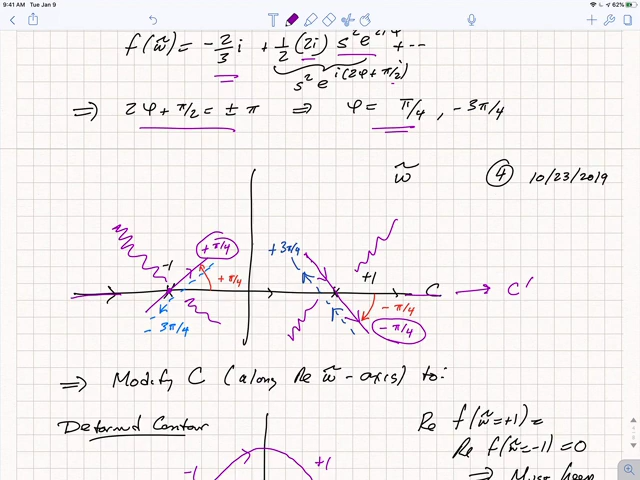 9:41 AM Tue Jan 9
62%
f(w̃) = -2/3 i + 1/2 (2i) s² e^{2iφ} + ...
s² e^{i(2φ+π/2)}
⟹ 2φ + π/2 = ± π ⟹ φ = π/4, -3π/4
w̃ ④ 10/23/2019
+π/4 +3π/4
-1 +π/4 +1 C → C'
-π/4
-3π/4 -π/4
⟹ Modify C (along Re w̃-axis) to:
Deformed Contour Re f(w̃=+1) =
Re f(w̃=-1) = 0
-1 +1 ⟹ Must keep